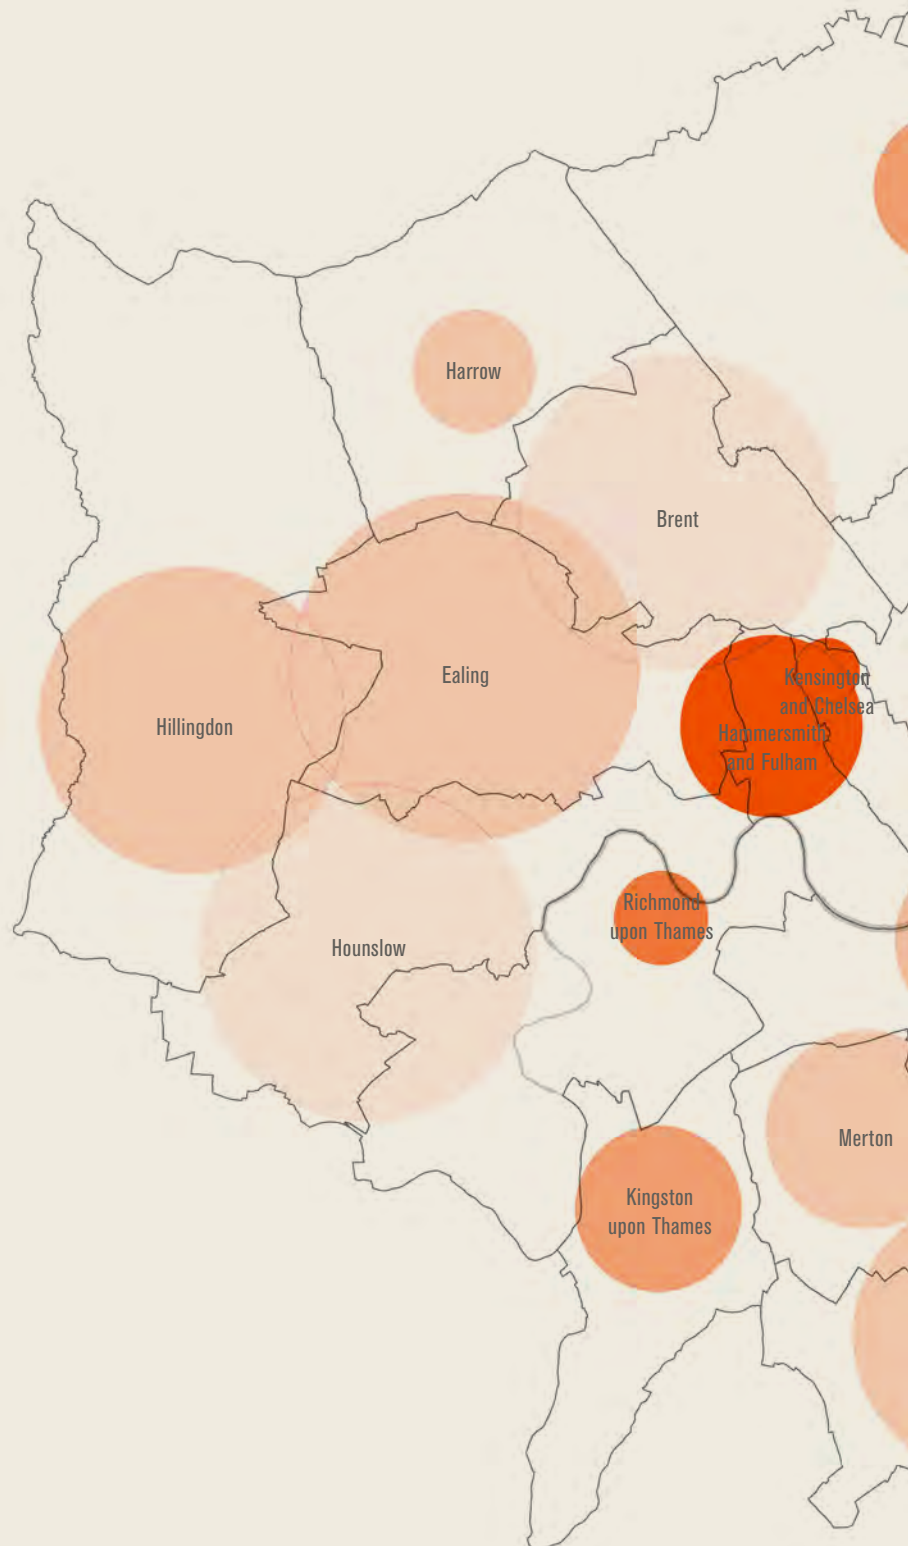 Harrow
Brent
Ealing
Kensington
and Chelsea
Hillingdon
Hammersmith
and Fulham
Richmond
upon Thames
Hounslow
Merton
Kingston
upon Thames